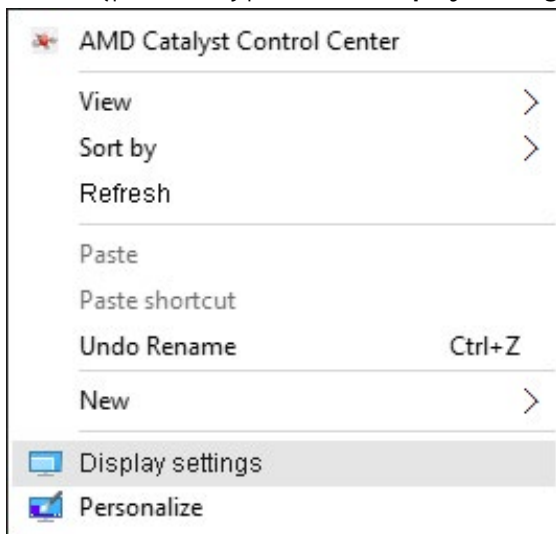 AMD Catalyst Control Center
View
Sort by
Refresh
Paste
Paste shortcut
Undo Rename Ctrl+Z
New
Display settings
Personalize